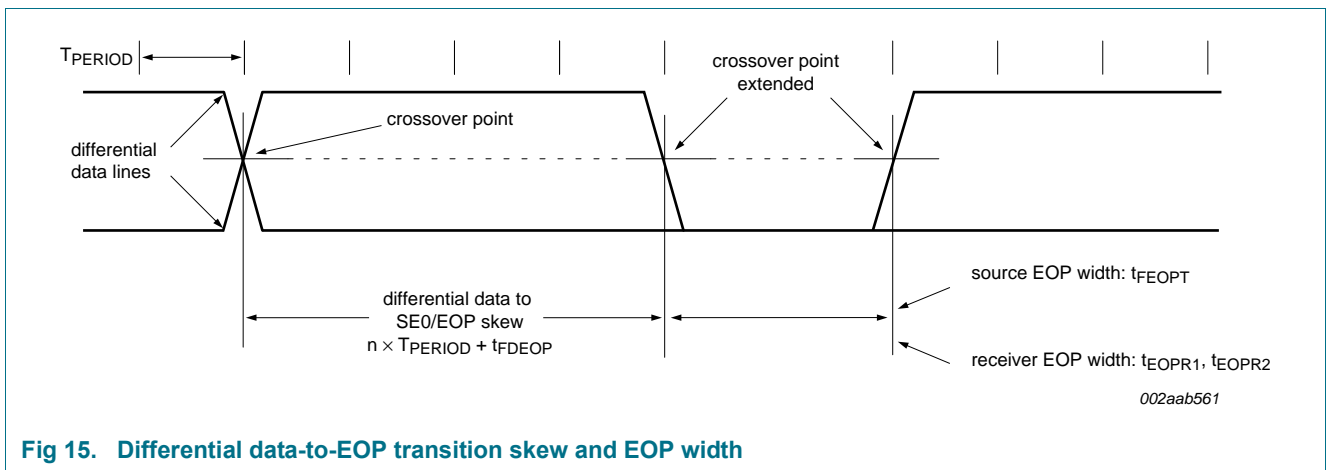 TPERIOD
crossover point
extended
crossover point
differential
data lines
source EOP width: tFEOPT
differential data to
SE0/EOP skew
n × TPERIOD + tFDEOP
receiver EOP width: tEOPR1, tEOPR2
002aab561
Fig 15. Differential data-to-EOP transition skew and EOP width